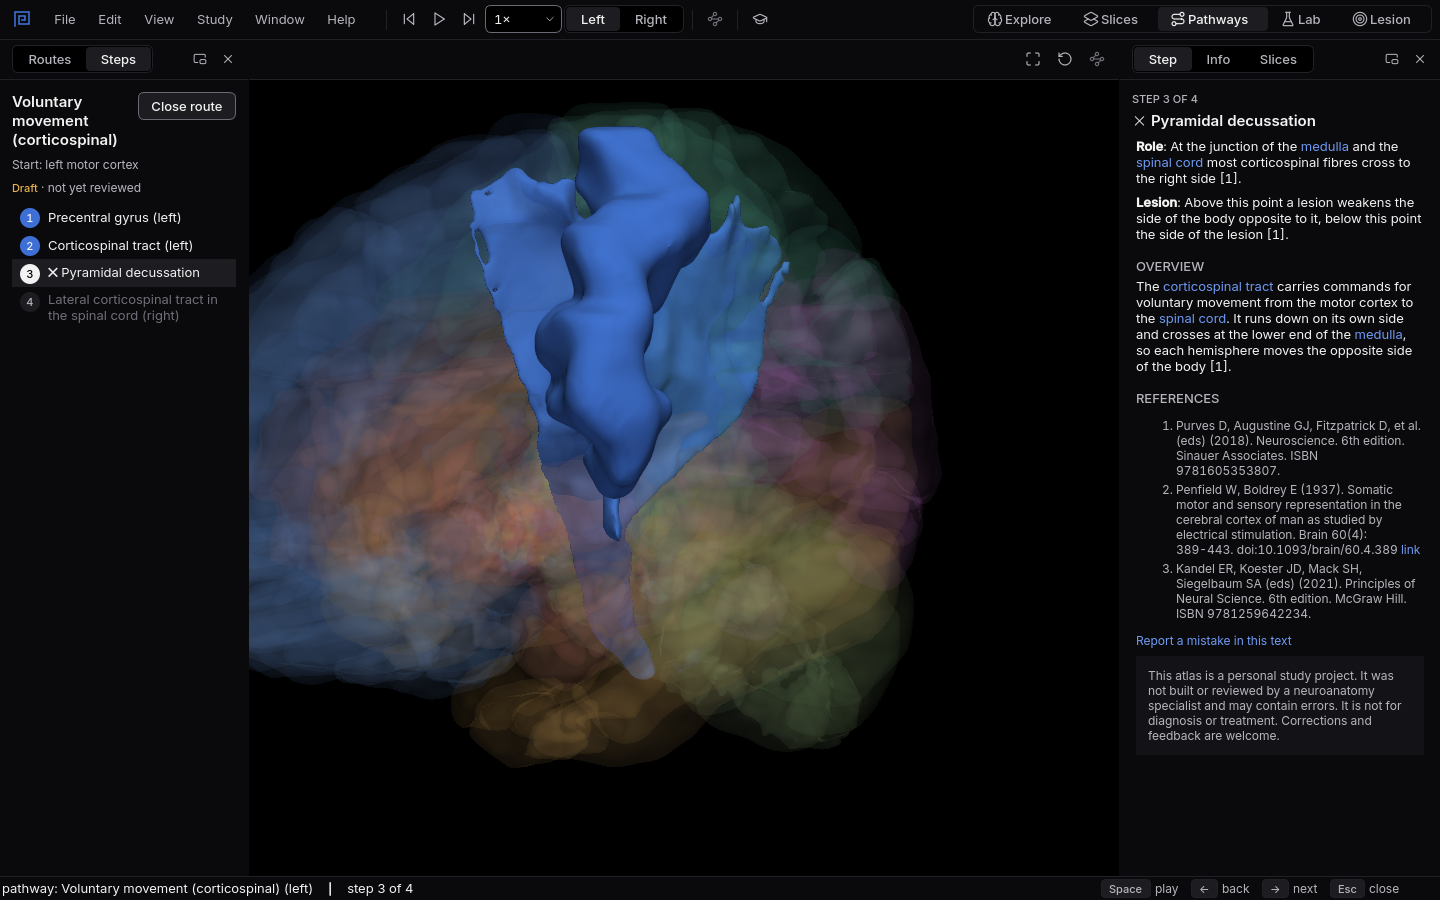 File Edit View Study Window Help 1× Left Right Explore Slices Pathways Lab Lesion
Routes Steps
Step Info Slices
Voluntary
movement
(corticospinal)
Close route
Start: left motor cortex
Draft · not yet reviewed
1 Precentral gyrus (left)
2 Corticospinal tract (left)
3 Pyramidal decussation
4 Lateral corticospinal tract in
the spinal cord (right)
STEP 3 OF 4
Pyramidal decussation
Role: At the junction of the medulla and the
spinal cord most corticospinal fibres cross to
the right side [1].
Lesion: Above this point a lesion weakens the
side of the body opposite to it, below this point
the side of the lesion [1].
OVERVIEW
The corticospinal tract carries commands for
voluntary movement from the motor cortex to
the spinal cord. It runs down on its own side
and crosses at the lower end of the medulla,
so each hemisphere moves the opposite side
of the body [1].
REFERENCES
1. Purves D, Augustine GJ, Fitzpatrick D, et al.
(eds) (2018). Neuroscience. 6th edition.
Sinauer Associates. ISBN
9781605353807.
2. Penfield W, Boldrey E (1937). Somatic
motor and sensory representation in the
cerebral cortex of man as studied by
electrical stimulation. Brain 60(4):
389-443. doi:10.1093/brain/60.4.389 link
3. Kandel ER, Koester JD, Mack SH,
Siegelbaum SA (eds) (2021). Principles of
Neural Science. 6th edition. McGraw Hill.
ISBN 9781259642234.
Report a mistake in this text
This atlas is a personal study project. It was
not built or reviewed by a neuroanatomy
specialist and may contain errors. It is not for
diagnosis or treatment. Corrections and
feedback are welcome.
pathway: Voluntary movement (corticospinal) (left) | step 3 of 4
Space play ← back → next Esc close